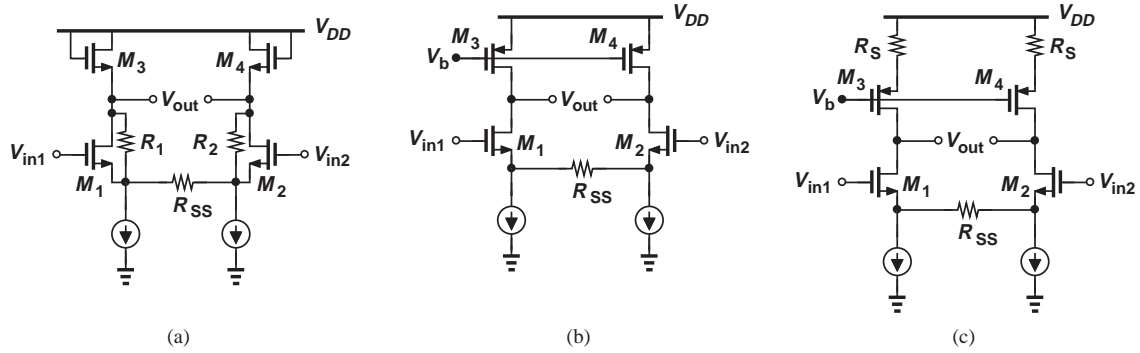 V_DD
M_3
M_4
V_out
R_1
R_2
V_in1
V_in2
M_1
M_2
R_SS
(a)
V_DD
M_3
M_4
V_b
V_out
V_in1
V_in2
M_1
M_2
R_SS
(b)
V_DD
R_S
R_S
M_3
M_4
V_b
V_out
V_in1
V_in2
M_1
M_2
R_SS
(c)